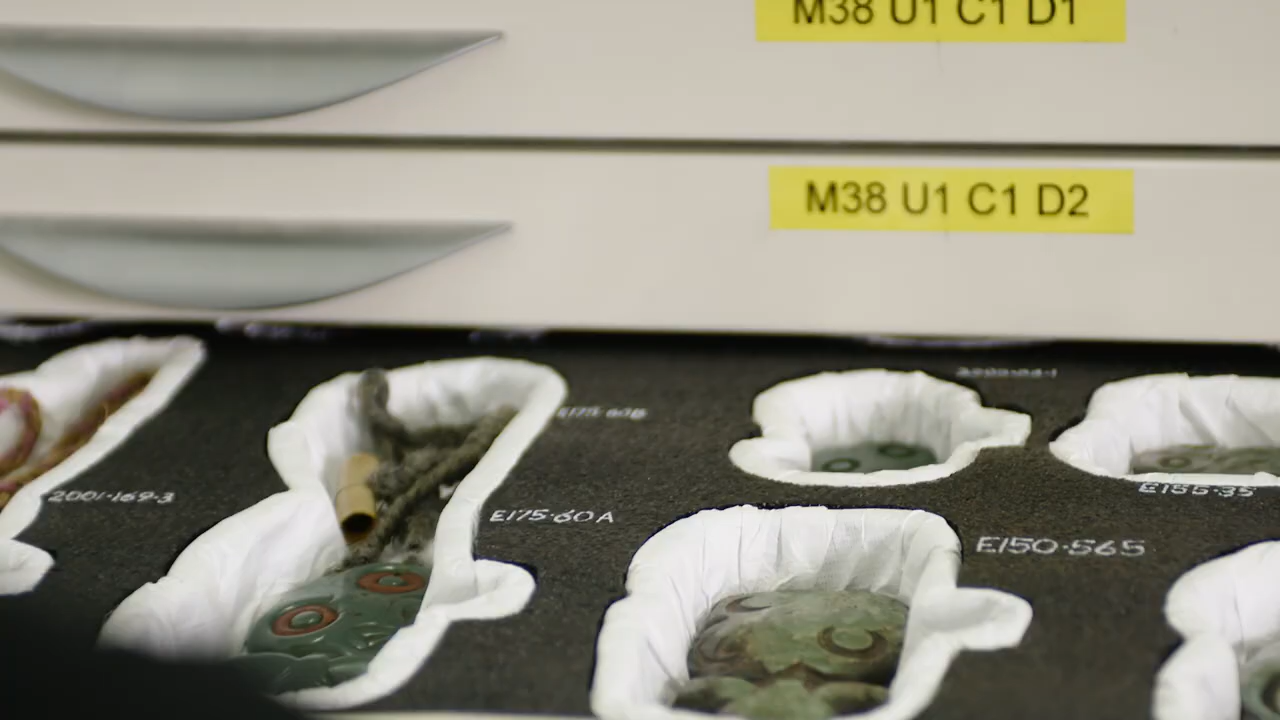 M38 U1 C1 D1
M38 U1 C1 D2
E175·60B
2001·169·3
E175·60A
E155·35
E150·565